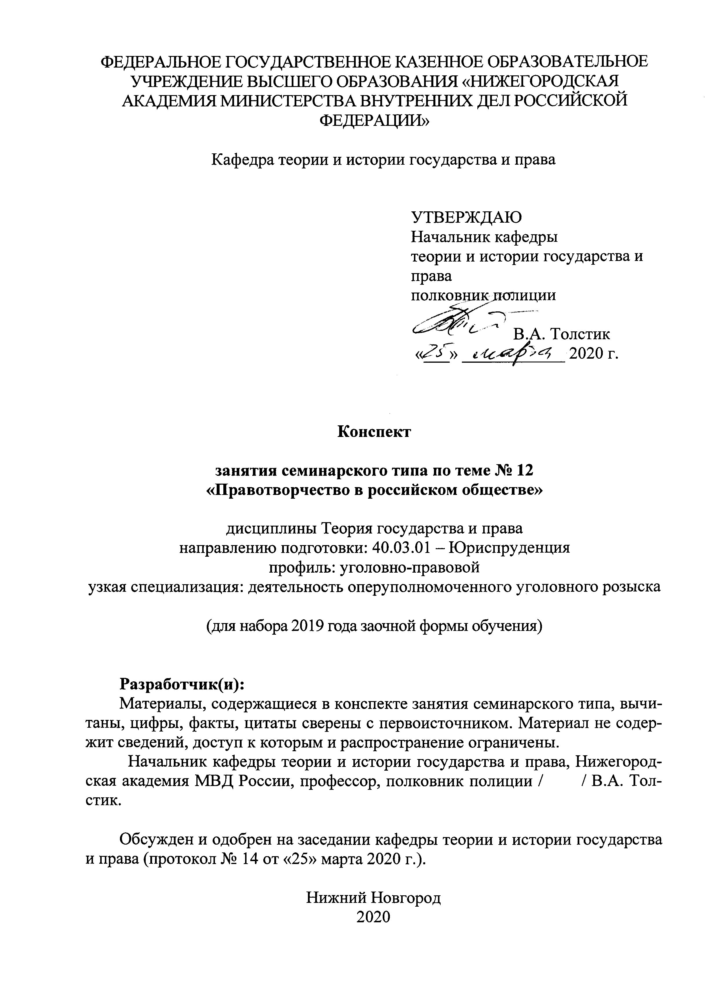 ФЕДЕРАЛЬНОЕ ГОСУДАРСТВЕННОЕ КАЗЕННОЕ ОБРАЗОВАТЕЛЬНОЕ
УЧРЕЖДЕНИЕ ВЫСШЕГО ОБРАЗОВАНИЯ «НИЖЕГОРОДСКАЯ
АКАДЕМИЯ МИНИСТЕРСТВА ВНУТРЕННИХ ДЕЛ РОССИЙСКОЙ
ФЕДЕРАЦИИ»
Кафедра теории и истории государства и права
УТВЕРЖДАЮ
Начальник кафедры
теории и истории государства и
права
полковник полиции
В.А. Толстик
«25» марта 2020 г.
Конспект
занятия семинарского типа по теме № 12
«Правотворчество в российском обществе»
дисциплины Теория государства и права
направлению подготовки: 40.03.01 – Юриспруденция
профиль: уголовно-правовой
узкая специализация: деятельность оперуполномоченного уголовного розыска
(для набора 2019 года заочной формы обучения)
Разработчик(и):
Материалы, содержащиеся в конспекте занятия семинарского типа, вычи-
таны, цифры, факты, цитаты сверены с первоисточником. Материал не содер-
жит сведений, доступ к которым и распространение ограничены.
Начальник кафедры теории и истории государства и права, Нижегород-
ская академия МВД России, профессор, полковник полиции / / В.А. Тол-
стик.
Обсужден и одобрен на заседании кафедры теории и истории государства
и права (протокол № 14 от «25» марта 2020 г.).
Нижний Новгород
2020